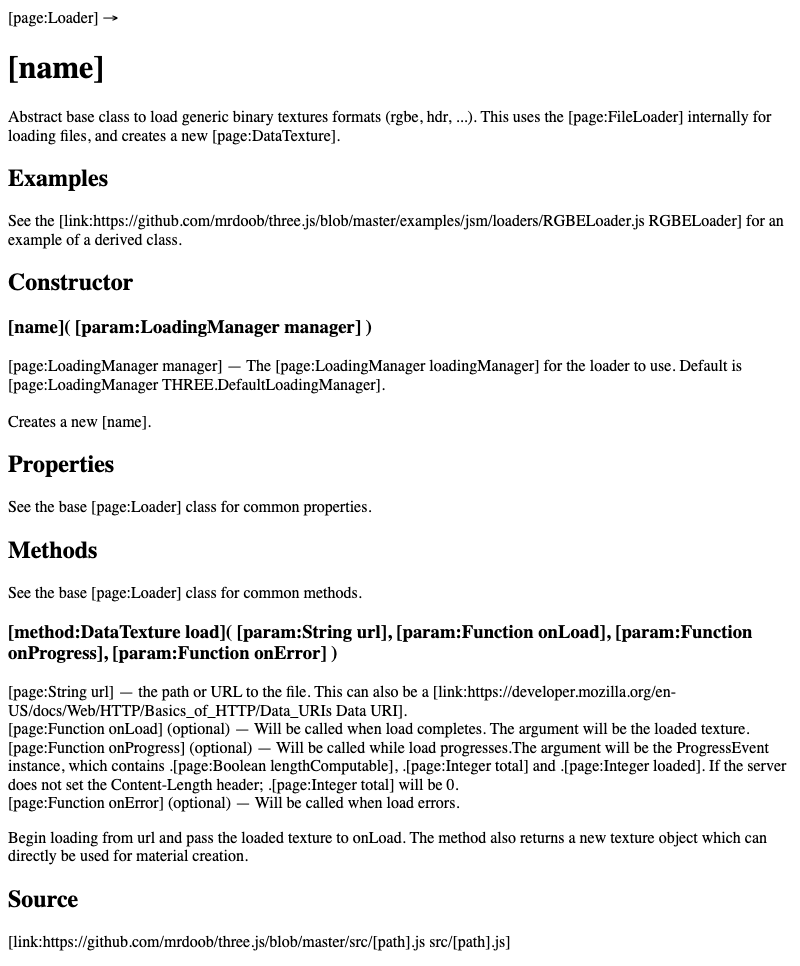 [page:Loader] →
[name]
Abstract base class to load generic binary textures formats (rgbe, hdr, ...). This uses the [page:FileLoader] internally for
loading files, and creates a new [page:DataTexture].
Examples
See the [link:https://github.com/mrdoob/three.js/blob/master/examples/jsm/loaders/RGBELoader.js RGBELoader] for an
example of a derived class.
Constructor
[name]( [param:LoadingManager manager] )
[page:LoadingManager manager] — The [page:LoadingManager loadingManager] for the loader to use. Default is
[page:LoadingManager THREE.DefaultLoadingManager].
Creates a new [name].
Properties
See the base [page:Loader] class for common properties.
Methods
See the base [page:Loader] class for common methods.
[method:DataTexture load]( [param:String url], [param:Function onLoad], [param:Function
onProgress], [param:Function onError] )
[page:String url] — the path or URL to the file. This can also be a [link:https://developer.mozilla.org/en-
US/docs/Web/HTTP/Basics_of_HTTP/Data_URIs Data URI].
[page:Function onLoad] (optional) — Will be called when load completes. The argument will be the loaded texture.
[page:Function onProgress] (optional) — Will be called while load progresses.The argument will be the ProgressEvent
instance, which contains .[page:Boolean lengthComputable], .[page:Integer total] and .[page:Integer loaded]. If the server
does not set the Content-Length header; .[page:Integer total] will be 0.
[page:Function onError] (optional) — Will be called when load errors.
Begin loading from url and pass the loaded texture to onLoad. The method also returns a new texture object which can
directly be used for material creation.
Source
[link:https://github.com/mrdoob/three.js/blob/master/src/[path].js src/[path].js]